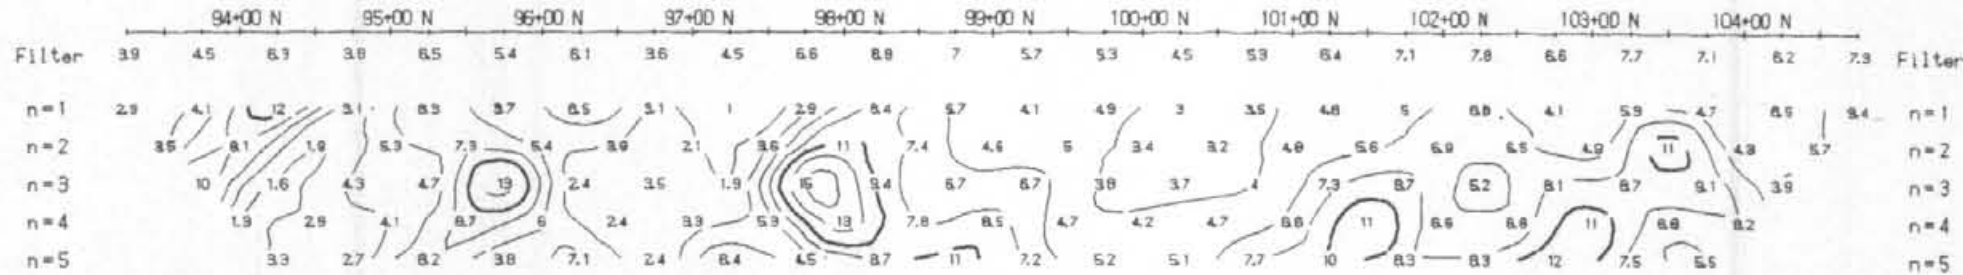 94+00 N 95+00 N 96+00 N 97+00 N 98+00 N 99+00 N 100+00 N 101+00 N 102+00 N 103+00 N 104+00 N
Filter 3.9 4.5 6.3 3.8 6.5 5.4 6.1 3.6 4.5 6.6 8.8 7 5.7 5.3 4.5 5.3 6.4 7.1 7.8 6.6 7.7 7.1 6.2 7.3 Filter
n=1 2.9 4.1 12 3.1 8.3 3.7 6.5 3.1 1 2.9 8.4 5.7 4.1 4.9 3 3.5 4.8 5 6.8 4.1 5.9 4.7 8.5 9.4 n=1
n=2 3.5 8.1 1.8 5.3 7.3 5.4 3.8 2.1 3.6 11 7.4 4.6 5 3.4 3.2 4.8 5.6 6.9 6.5 4.9 11 4.8 5.7 n=2
n=3 10 1.6 4.3 4.7 13 2.4 3.5 1.9 15 9.4 6.7 6.7 3.8 3.7 4 7.3 8.7 5.2 8.1 8.7 9.1 3.9 n=3
n=4 1.3 2.9 4.1 8.7 6 2.4 3.3 5.9 13 7.8 8.5 4.7 4.2 4.7 6.8 11 6.6 6.8 11 6.8 8.2 n=4
n=5 3.3 2.7 8.2 3.8 7.1 2.4 8.4 4.5 8.7 11 7.2 5.2 5.1 7.7 10 8.3 8.3 12 7.5 5.5 n=5